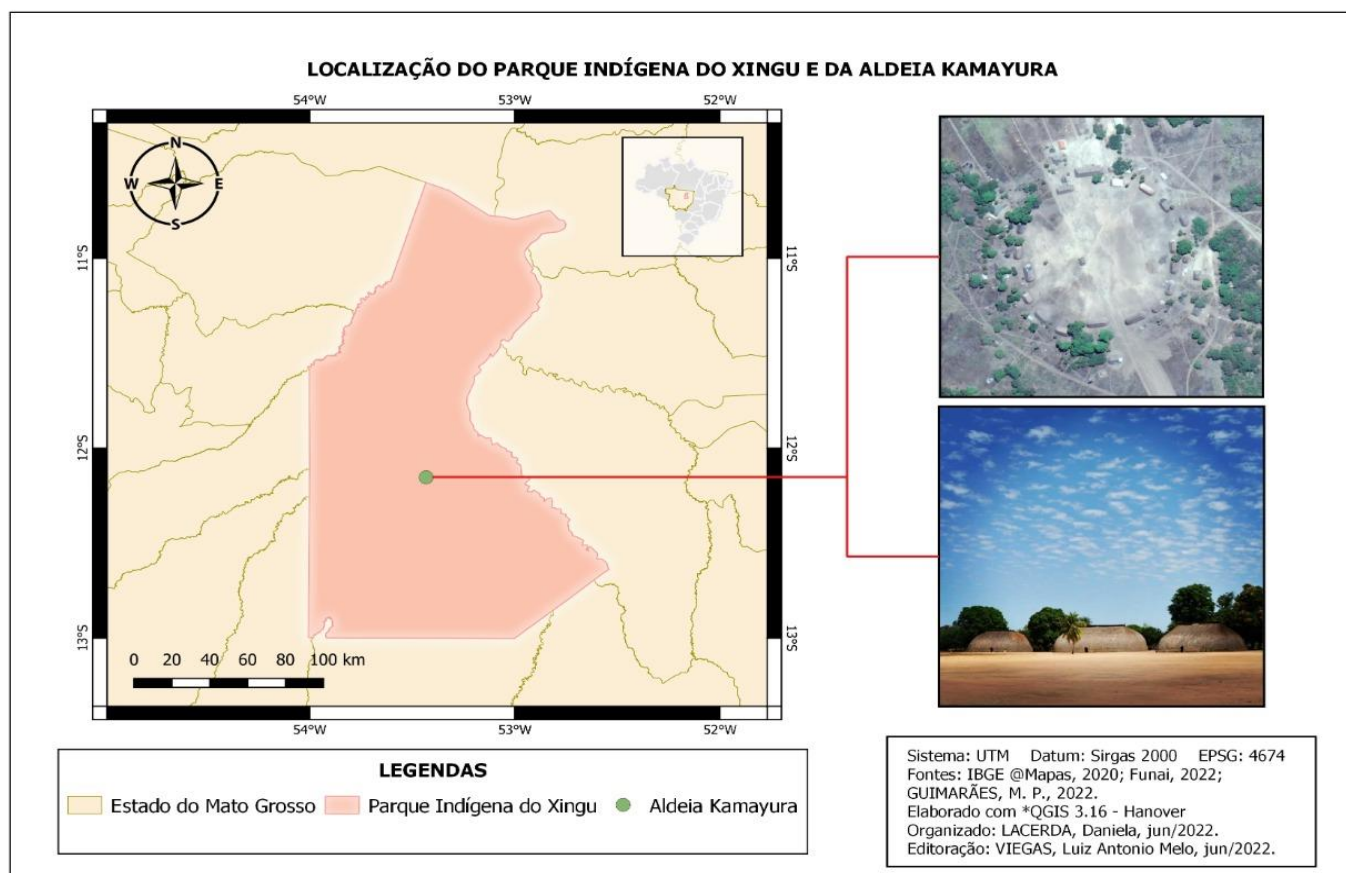 LOCALIZAÇÃO DO PARQUE INDÍGENA DO XINGU E DA ALDEIA KAMAYURA
54°W 53°W 52°W
N
W E
S
11°S 11°S
12°S 12°S
13°S 13°S
0 20 40 60 80 100 km
54°W 53°W 52°W
LEGENDAS
Estado do Mato Grosso Parque Indígena do Xingu Aldeia Kamayura
Sistema: UTM Datum: Sirgas 2000 EPSG: 4674
Fontes: IBGE @Mapas, 2020; Funai, 2022;
GUIMARÃES, M. P., 2022.
Elaborado com *QGIS 3.16 - Hanover
Organizado: LACERDA, Daniela, jun/2022.
Editoração: VIEGAS, Luiz Antonio Melo, jun/2022.